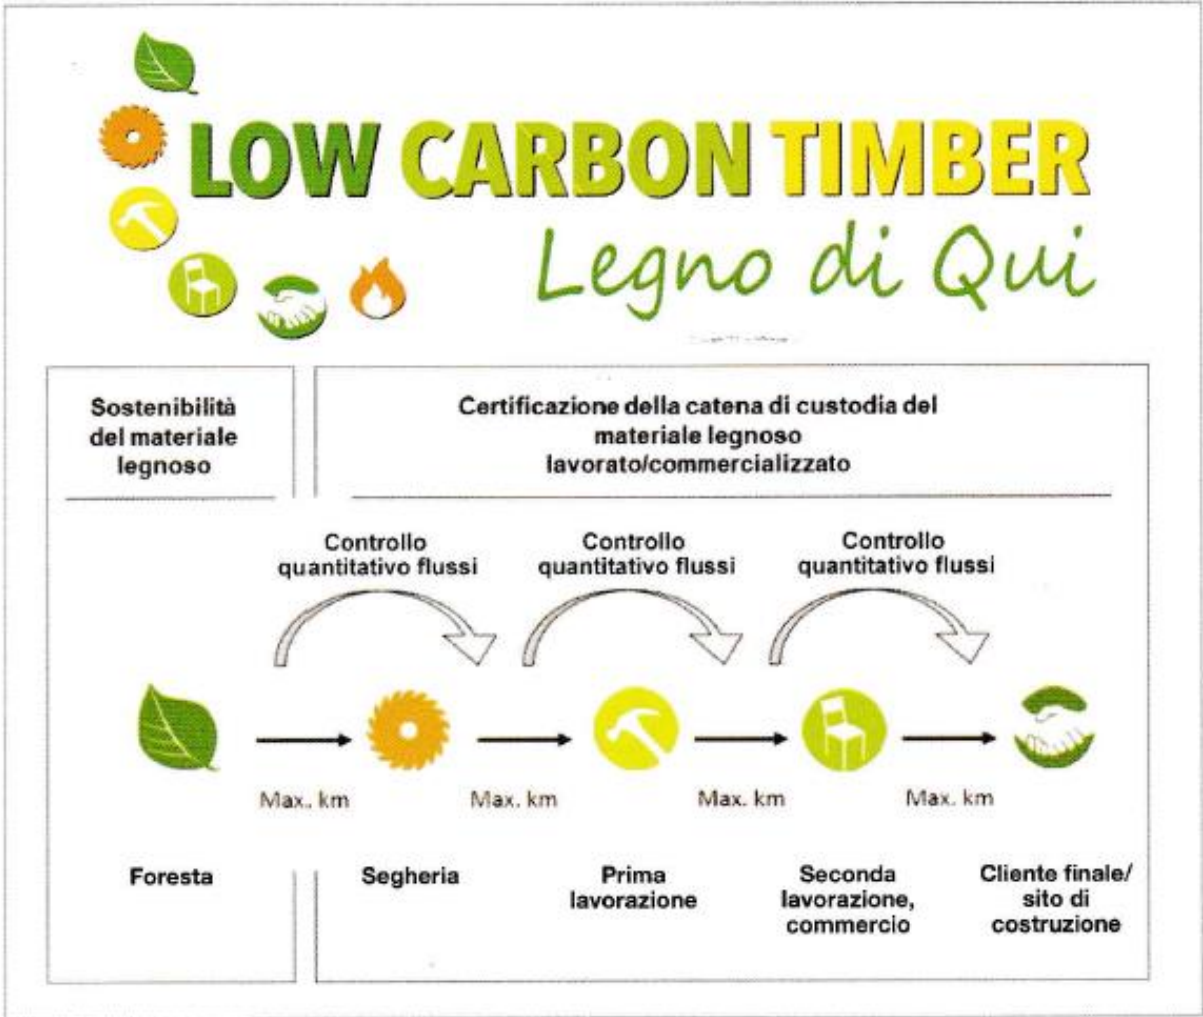 LOW CARBON TIMBER
Legno di Qui
Sostenibilità
del materiale
legnoso
Certificazione della catena di custodia del
materiale legnoso
lavorato/commercializzato
Controllo
quantitativo flussi
Controllo
quantitativo flussi
Controllo
quantitativo flussi
Max. km
Max. km
Max. km
Max. km
Foresta
Segheria
Prima
lavorazione
Seconda
lavorazione,
commercio
Cliente finale/
sito di
costruzione